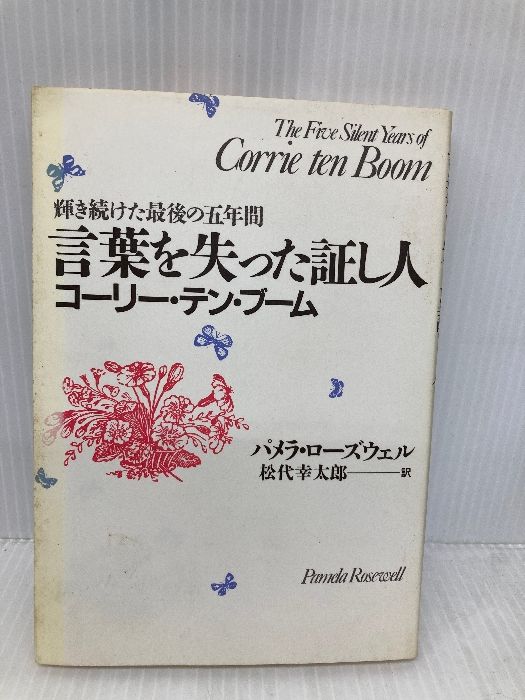 The Five Silent Years of
Corrie ten Boom
輝き続けた最後の五年間
言葉を失った証し人
コーリー・テン・ブーム
パメラ・ローズウェル
松代幸太郎——訳
Pamela Rosewell